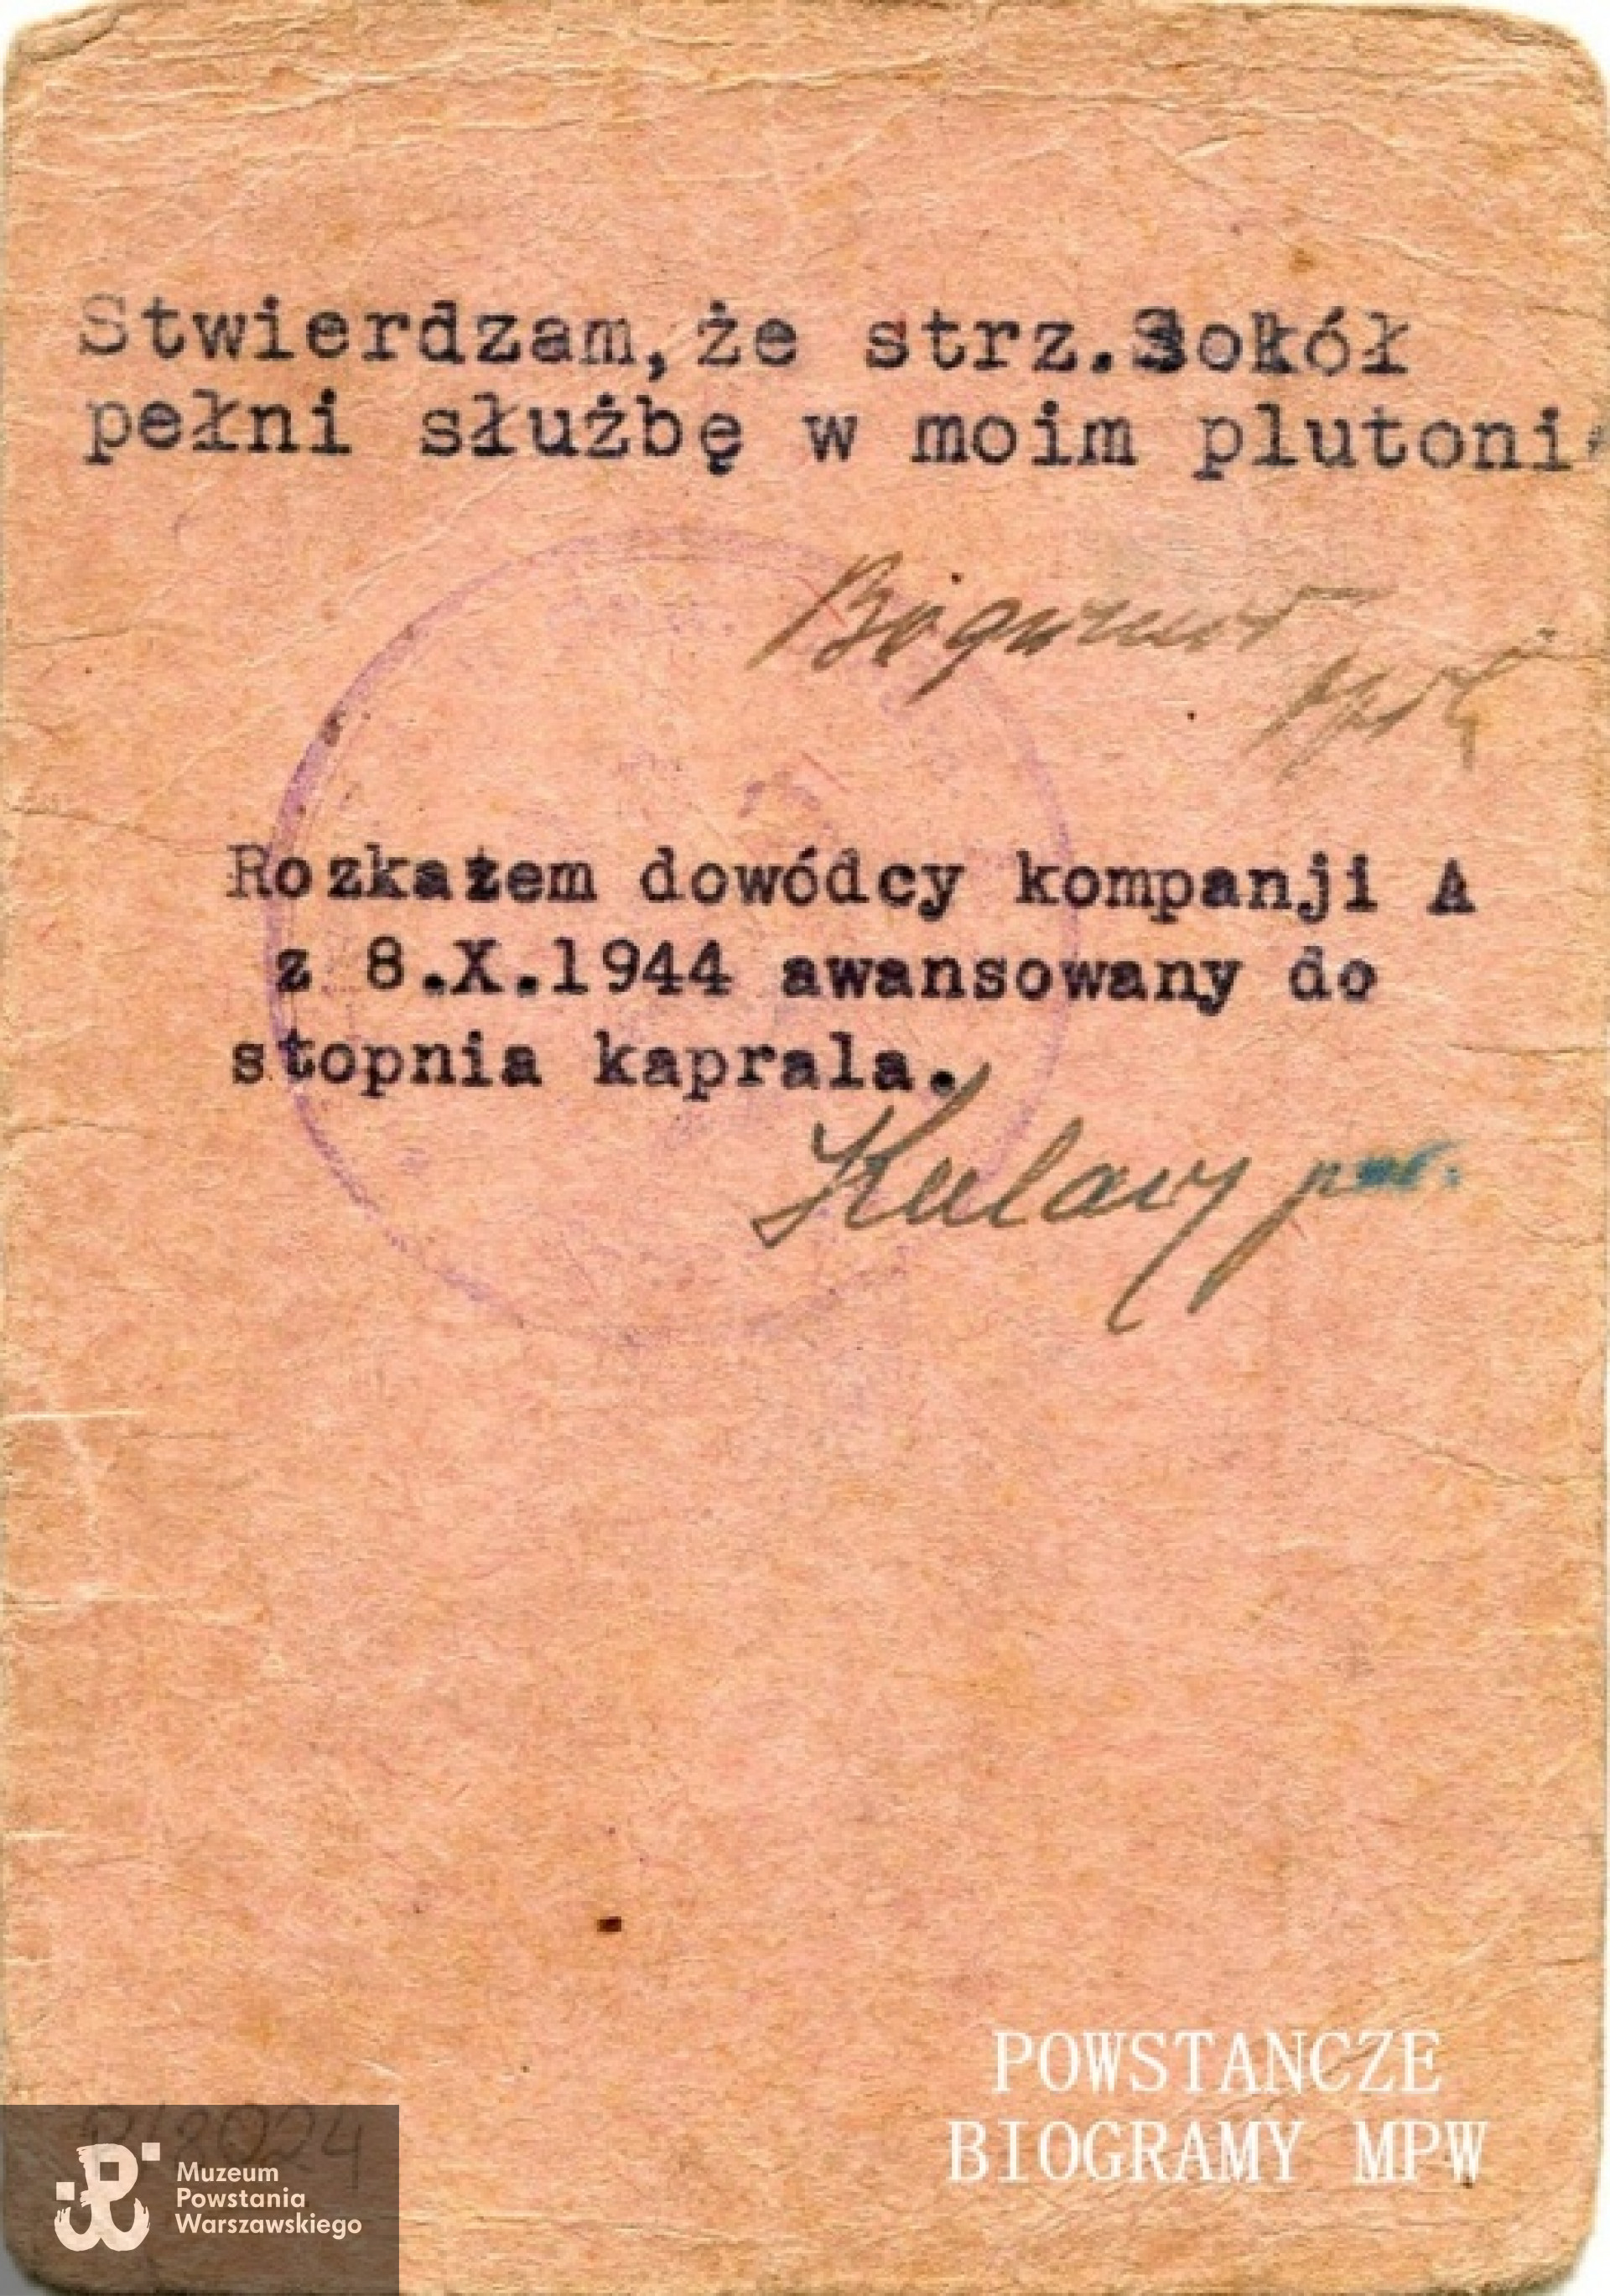 Stwierdzam, że strz. Sokół
pełni służbę w moim plutoni
Rozkazem dowódcy kompanji A
z 8.X.1944 awansowany do
stopnia kaprala.
POWSTANCZE
BIOGRAMY MPW
Muzeum
Powstania
Warszawskiego